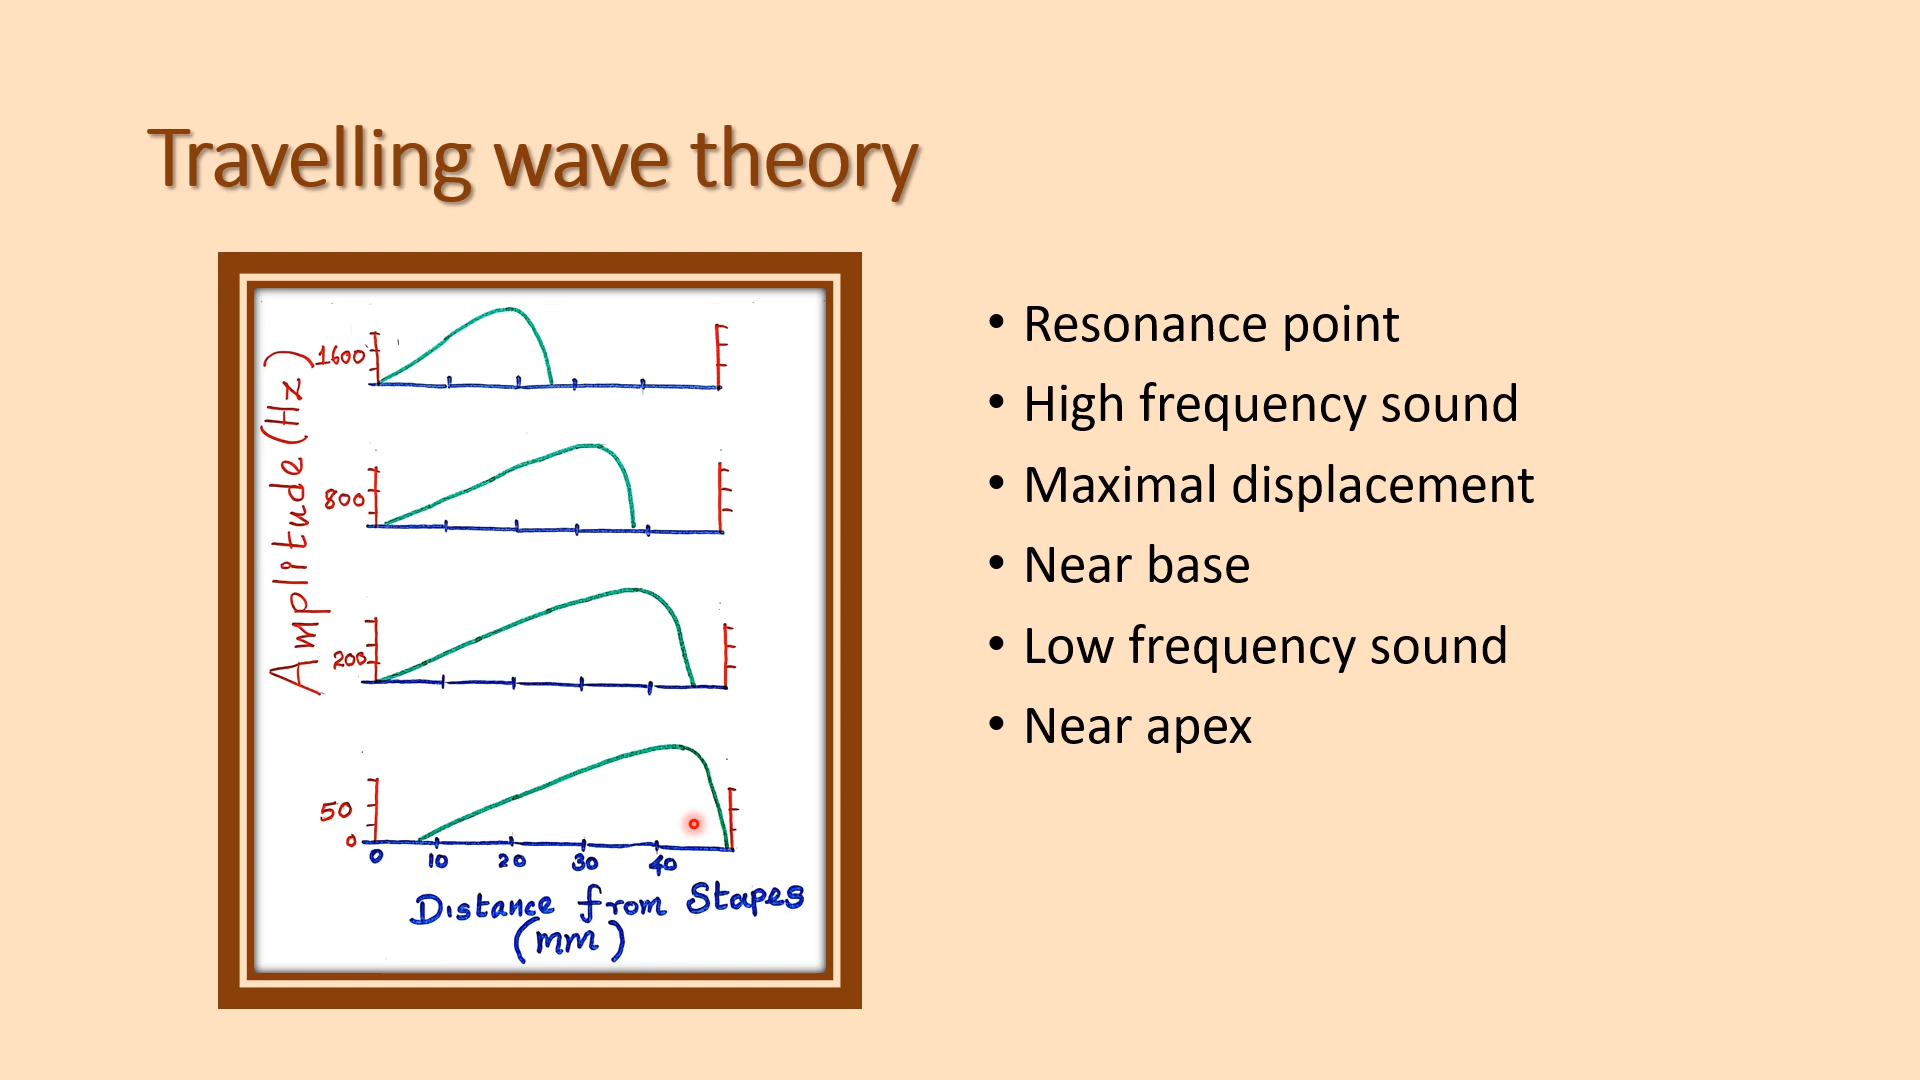 Travelling wave theory
Amplitude (Hz)
1600
800
200
50
0
0 10 20 30 40
Distance from Stapes
(mm)
• Resonance point
• High frequency sound
• Maximal displacement
• Near base
• Low frequency sound
• Near apex